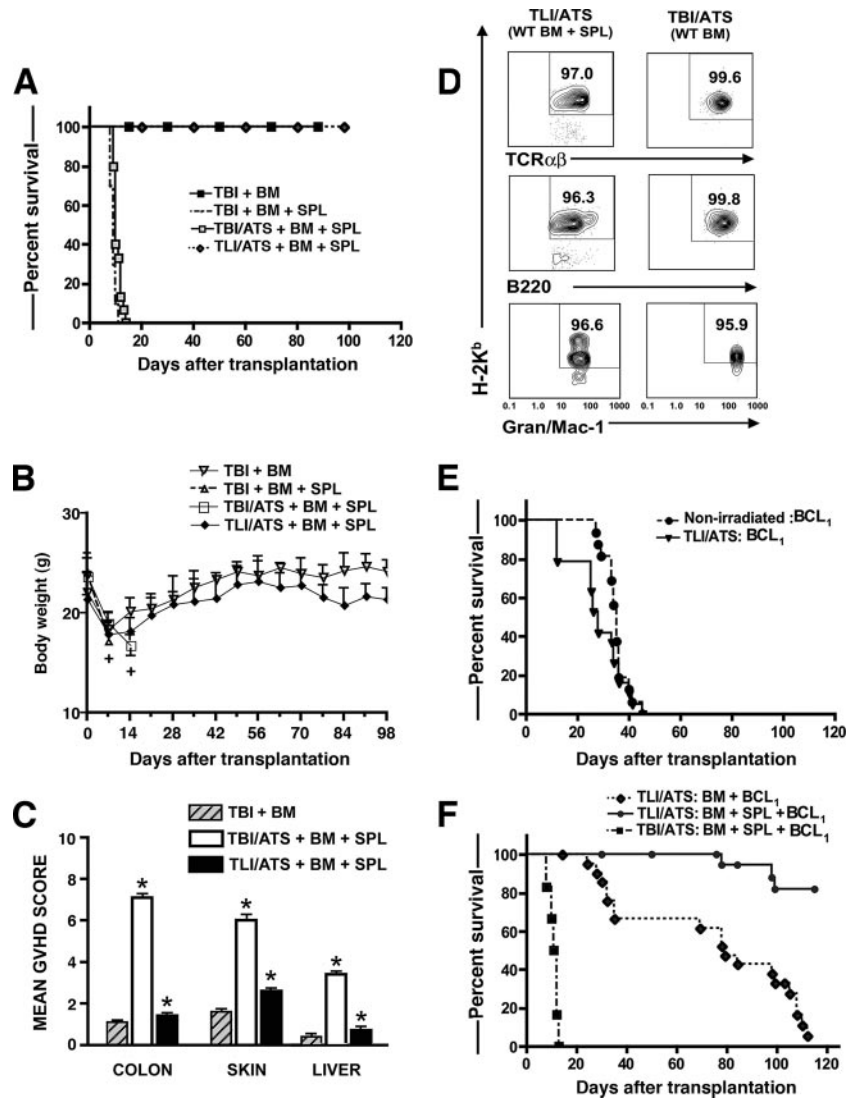 A
Percent survival
100
80
60
40
20
0
TBI + BM
TBI + BM + SPL
TBI/ATS + BM + SPL
TLI/ATS + BM + SPL
0 20 40 60 80 100 120
Days after transplantation
B
TBI + BM
TBI + BM + SPL
TBI/ATS + BM + SPL
TLI/ATS + BM + SPL
Body weight (g)
30
20
10
+ +
0 14 28 42 56 70 84 98
Days after transplantation
C
TBI + BM
TBI/ATS + BM + SPL
TLI/ATS + BM + SPL
MEAN GVHD SCORE
10
8
6
4
2
0
* * * * * *
COLON SKIN LIVER
D
TLI/ATS TBI/ATS
(WT BM + SPL) (WT BM)
97.0 99.6
TCRαβ
96.3 99.8
B220
96.6 95.9
H-2Kᵇ
0.1 1.0 10 100 1000 0.1 1.0 10 100 1000
Gran/Mac-1
E
Non-irradiated :BCL₁
TLI/ATS: BCL₁
Percent survival
100
80
60
40
20
0
0 20 40 60 80 100 120
Days after transplantation
F
TLI/ATS: BM + BCL₁
TLI/ATS: BM + SPL + BCL₁
TBI/ATS: BM + SPL + BCL₁
Percent survival
100
80
60
40
20
0
0 20 40 60 80 100 120
Days after transplantation